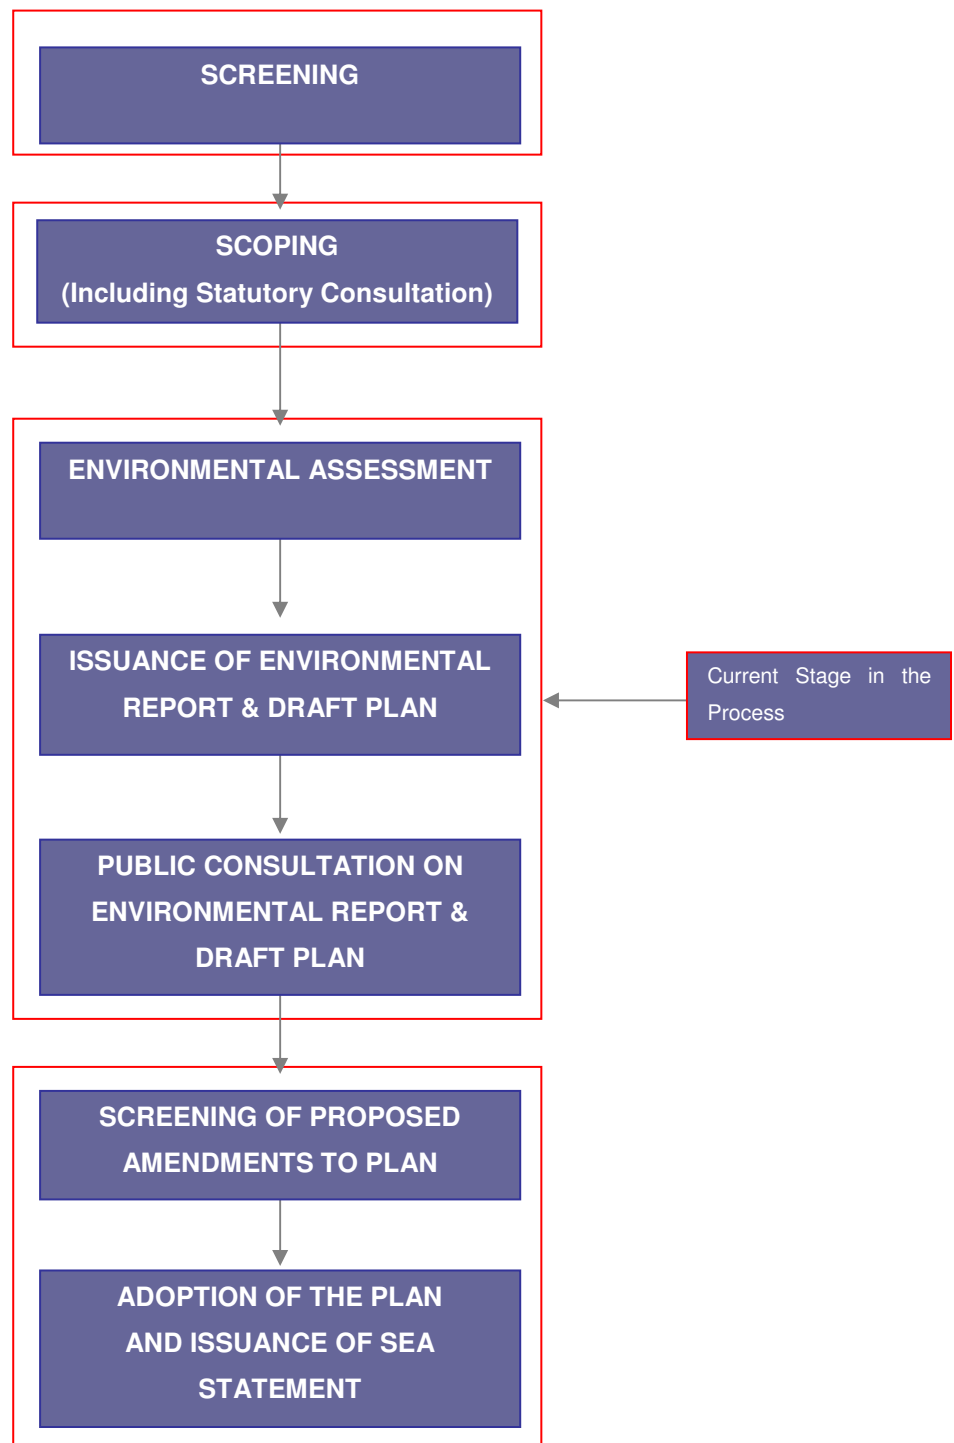 SCREENING
SCOPING
(Including Statutory Consultation)
ENVIRONMENTAL ASSESSMENT
ISSUANCE OF ENVIRONMENTAL
REPORT & DRAFT PLAN
Current Stage in the
Process
PUBLIC CONSULTATION ON
ENVIRONMENTAL REPORT &
DRAFT PLAN
SCREENING OF PROPOSED
AMENDMENTS TO PLAN
ADOPTION OF THE PLAN
AND ISSUANCE OF SEA
STATEMENT